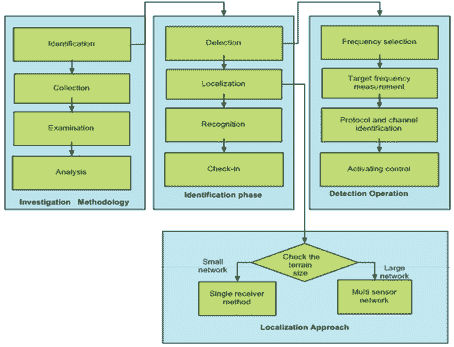 Identification
Collection
Examination
Analysis
Investigation Methodology
Detection
Localization
Recognition
Check-in
Identification phase
Frequency selection
Target frequency
measurement
Protocol and channel
identification
Activating control
Detection Operation
Check the
terrain
size
Small
network
Large
network
Single receiver
method
Multi sensor
network
Localization Approach